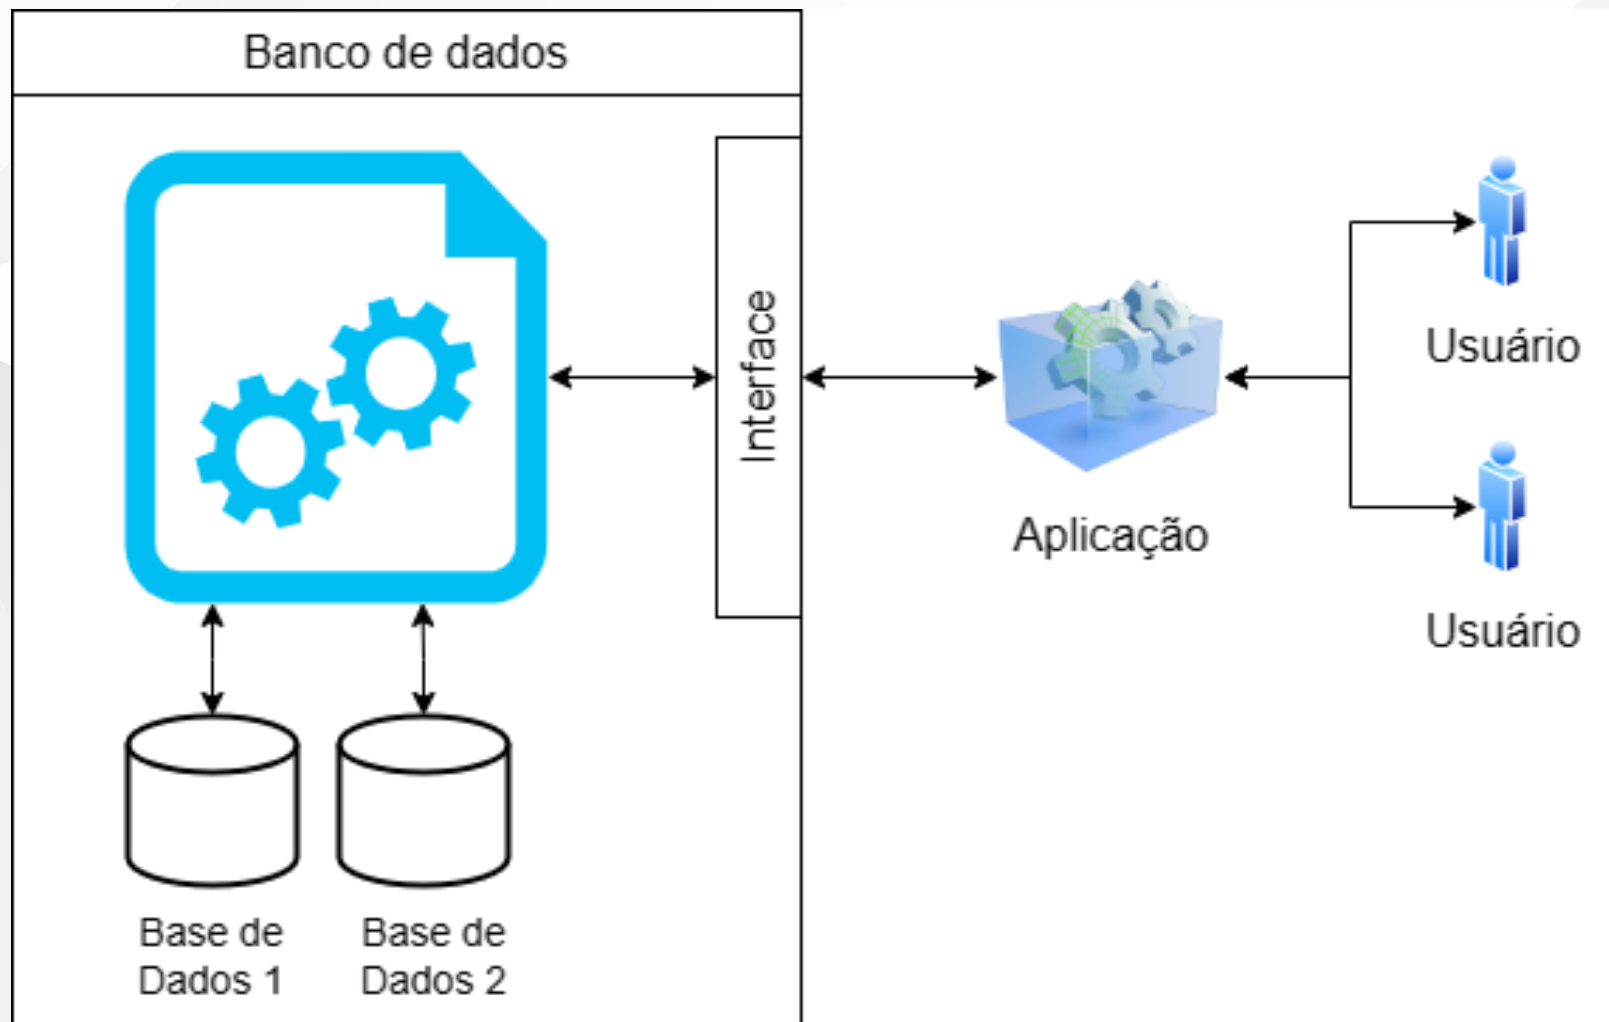 Banco de dados
Interface
Aplicação
Usuário
Usuário
Base de
Dados 1
Base de
Dados 2